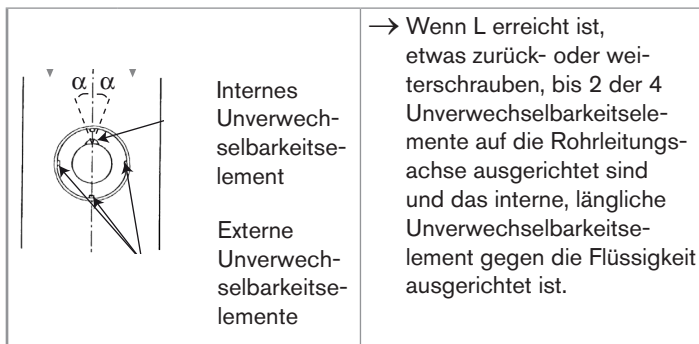 α α
Internes
Unverwech-
selbarkeitse-
lement
Externe
Unverwech-
selbarkeitse-
lemente
→ Wenn L erreicht ist,
etwas zurück- oder wei-
terschrauben, bis 2 der 4
Unverwechselbarkeitsele-
mente auf die Rohrleitungs-
achse ausgerichtet sind
und das interne, längliche
Unverwechselbarkeitse-
lement gegen die Flüssigkeit
ausgerichtet ist.